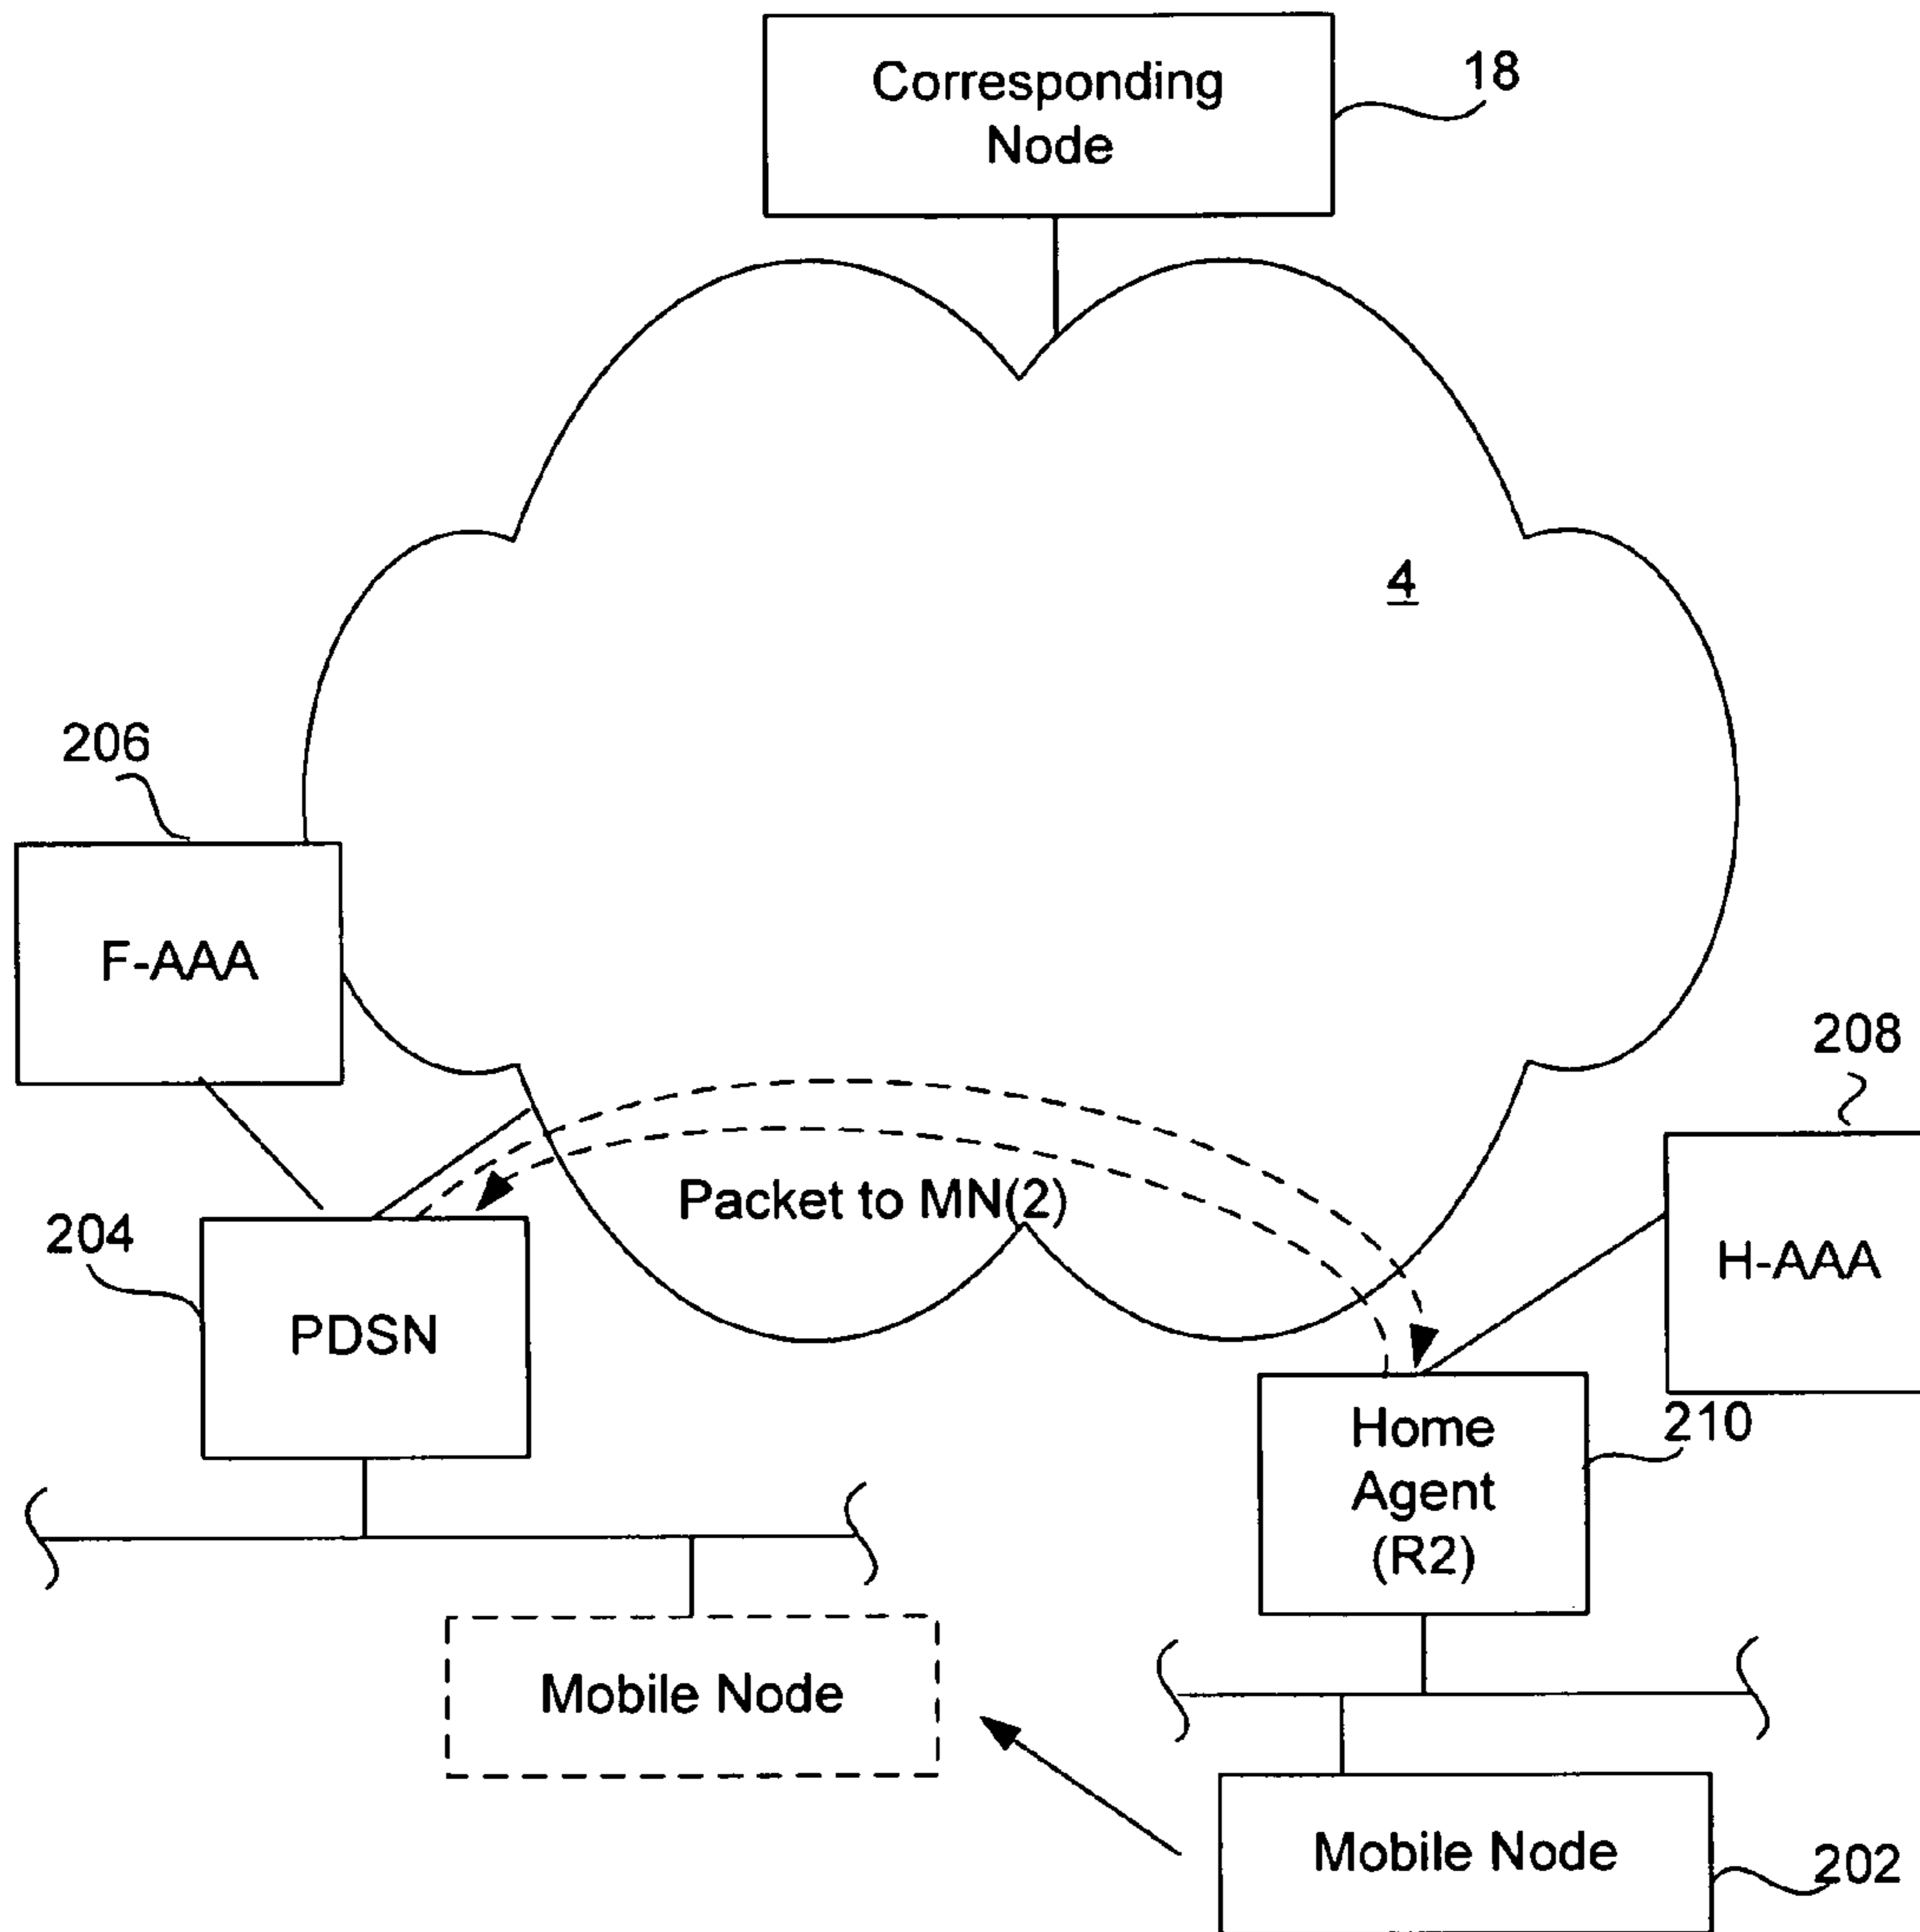 Corresponding
Node
18
4
206
F-AAA
208
H-AAA
Packet to MN(2)
204
PDSN
210
Home
Agent
(R2)
Mobile Node
Mobile Node
202